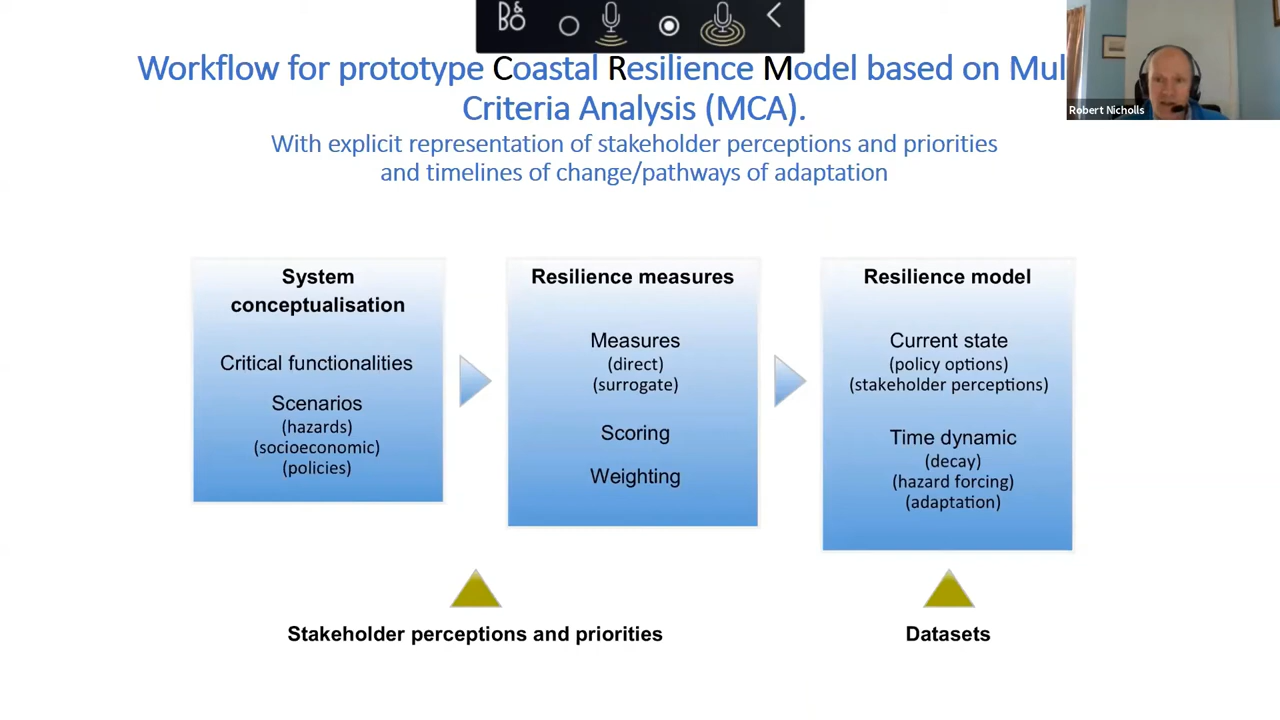 B&O
Workflow for prototype Coastal Resilience Model based on Mul
Criteria Analysis (MCA).
With explicit representation of stakeholder perceptions and priorities
and timelines of change/pathways of adaptation
Robert Nicholls
System
conceptualisation
Critical functionalities
Scenarios
(hazards)
(socioeconomic)
(policies)
Resilience measures
Measures
(direct)
(surrogate)
Scoring
Weighting
Resilience model
Current state
(policy options)
(stakeholder perceptions)
Time dynamic
(decay)
(hazard forcing)
(adaptation)
Stakeholder perceptions and priorities
Datasets